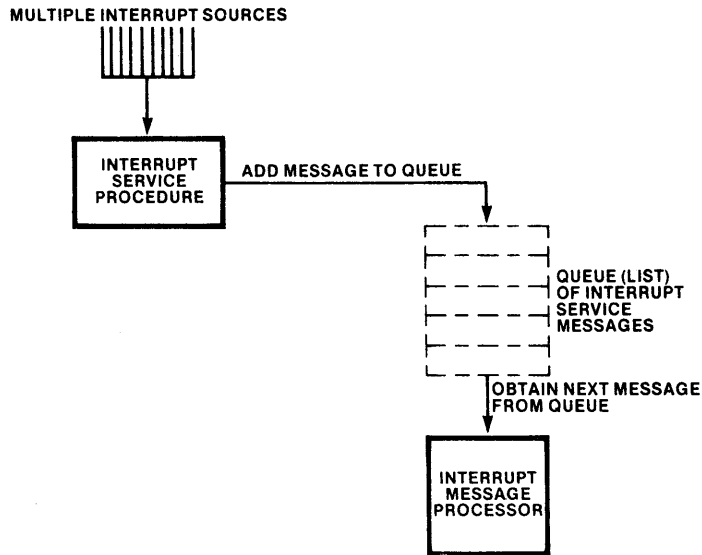 MULTIPLE INTERRUPT SOURCES
INTERRUPT
SERVICE
PROCEDURE
ADD MESSAGE TO QUEUE
QUEUE (LIST)
OF INTERRUPT
SERVICE
MESSAGES
OBTAIN NEXT MESSAGE
FROM QUEUE
INTERRUPT
MESSAGE
PROCESSOR